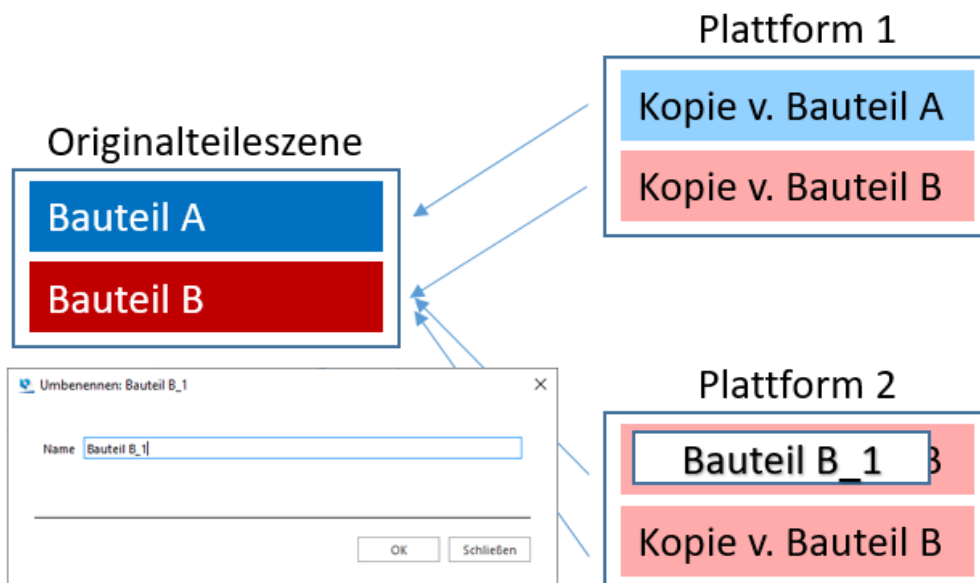 Plattform 1
Kopie v. Bauteil A
Kopie v. Bauteil B
Originalteileszene
Bauteil A
Bauteil B
Umbenennen: Bauteil B_1
Name Bauteil B_1
OK Schließen
Plattform 2
Bauteil B_1 B
Kopie v. Bauteil B